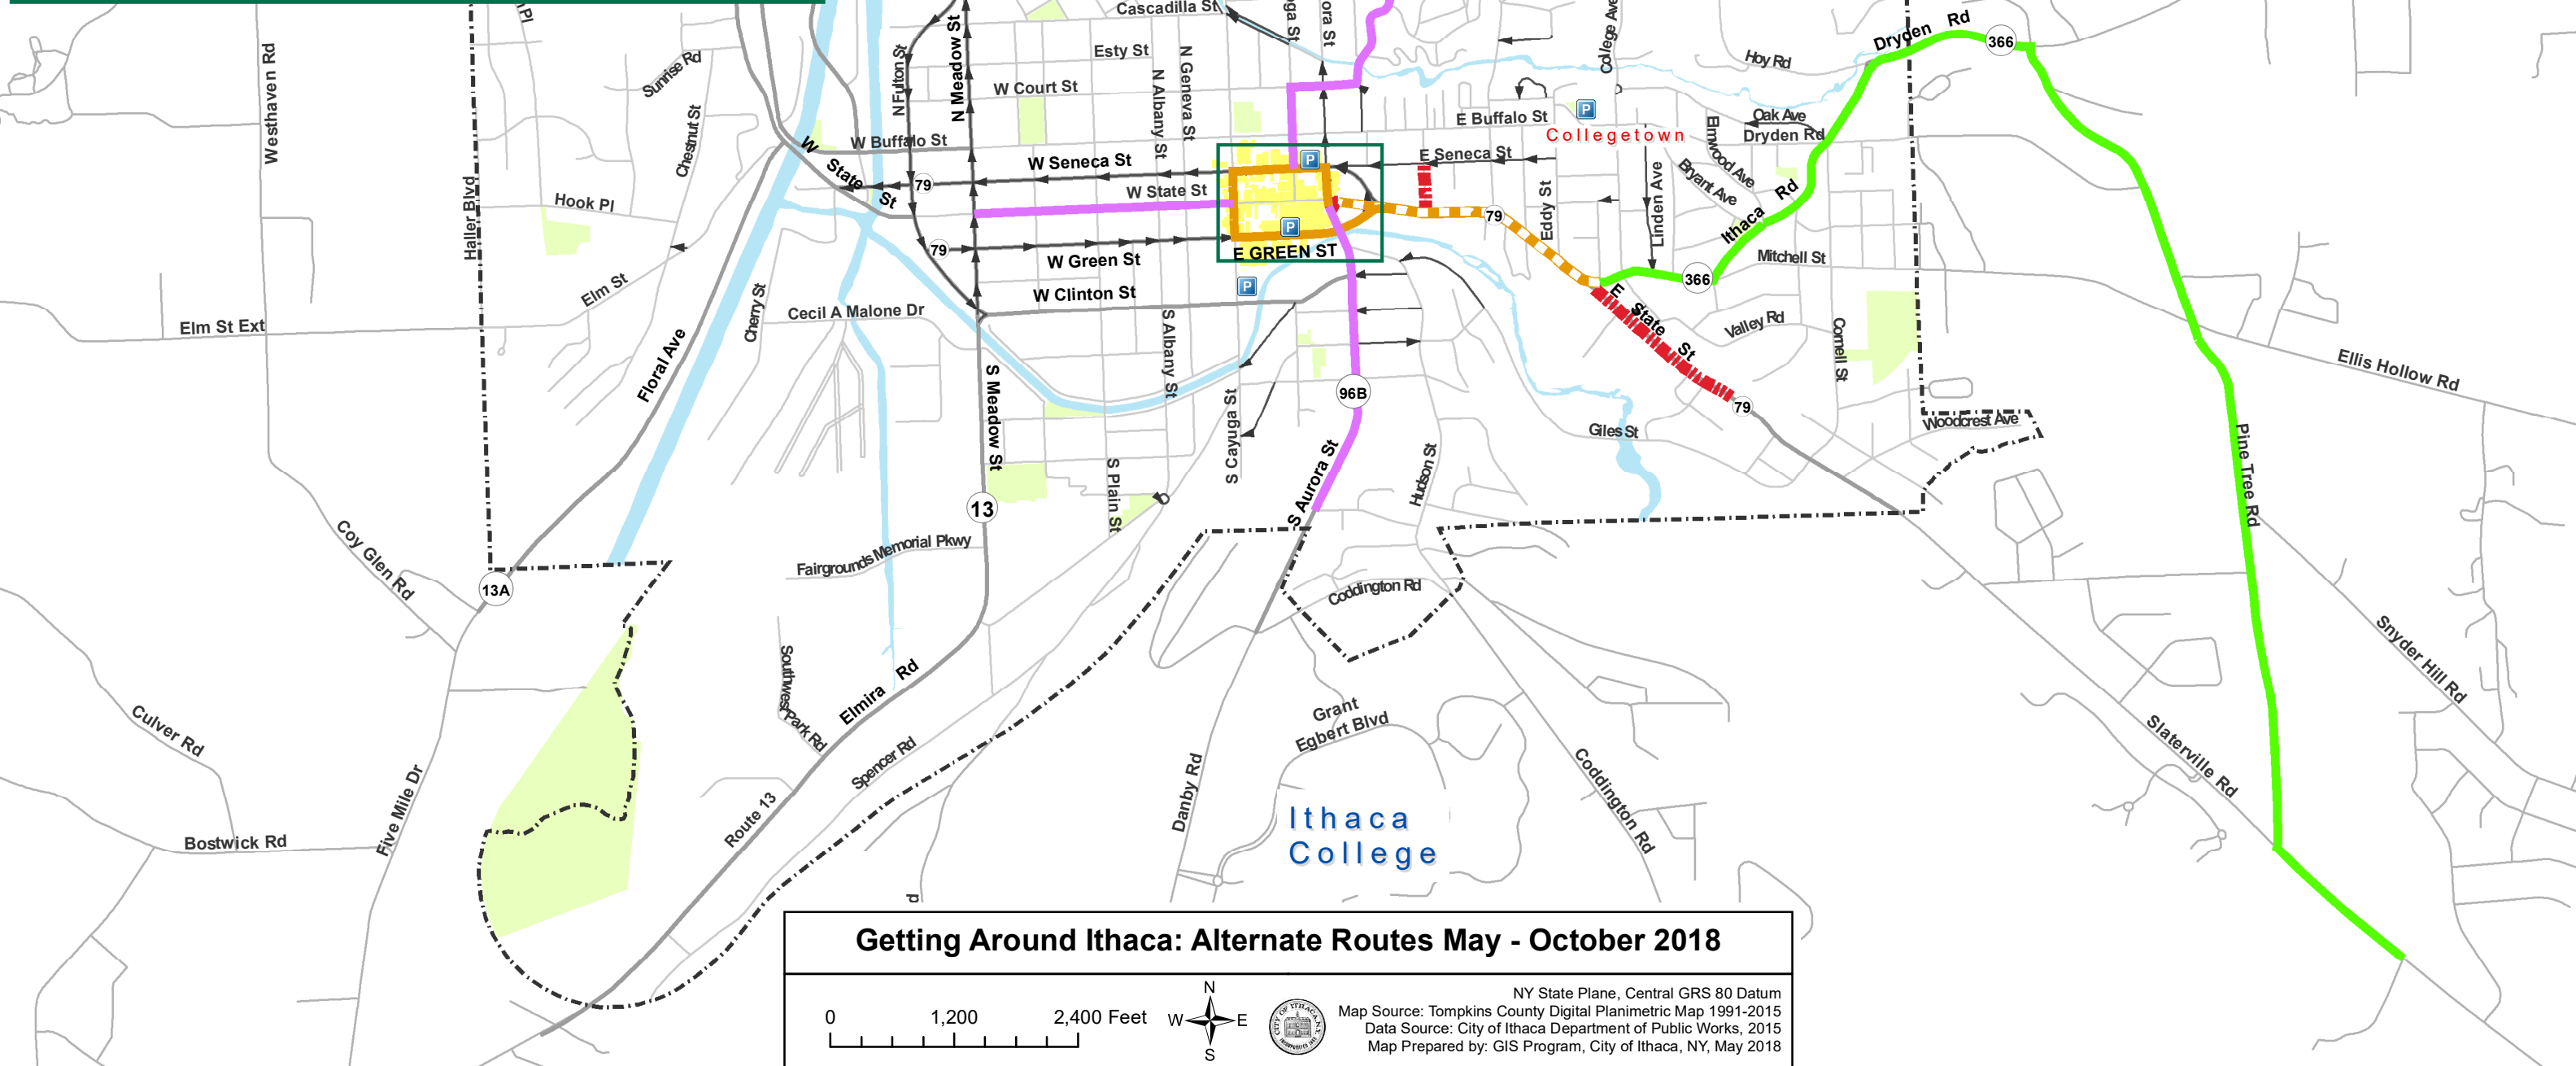 Cascadilla St
Esty St
W Court St
N Fulton St
N Meadow St
N Albany St
N Geneva St
College Ave
Hoy Rd
Dryden Rd
366
Westhaven Rd
Sunrise Rd
Chestnut St
Haller Blvd
Hook Pl
W Buffalo St
E Buffalo St
P
Collegetown
Oak Ave
Dryden Rd
Elmwood Ave
Bryant Ave
W State St
W Seneca St
79
W State St
P
E Seneca St
79
Eddy St
Linden Ave
Ithaca Rd
79
W Green St
P
E GREEN ST
Mitchell St
366
W Clinton St
P
Elm St
Elm St Ext
Cherry St
Cecil A Malone Dr
Floral Ave
S Meadow St
S Albany St
S Cayuga St
S Plain St
96B
S Aurora St
Hudson St
E State St
79
Valley Rd
Cornell St
Giles St
Woodcrest Ave
Ellis Hollow Rd
Pine Tree Rd
13
Fairgrounds Memorial Pkwy
Coy Glen Rd
13A
Coddington Rd
Snyder Hill Rd
Slaterville Rd
Culver Rd
Bostwick Rd
Five Mile Dr
Southwest Park Rd
Elmira Rd
Spencer Rd
Route 13
Danby Rd
Grant
Egbert Blvd
Coddington Rd
Ithaca
College
Getting Around Ithaca: Alternate Routes May - October 2018
0 1,200 2,400 Feet
N
W E
S
CITY OF ITHACA, N.Y.
NY State Plane, Central GRS 80 Datum
Map Source: Tompkins County Digital Planimetric Map 1991-2015
Data Source: City of Ithaca Department of Public Works, 2015
Map Prepared by: GIS Program, City of Ithaca, NY, May 2018